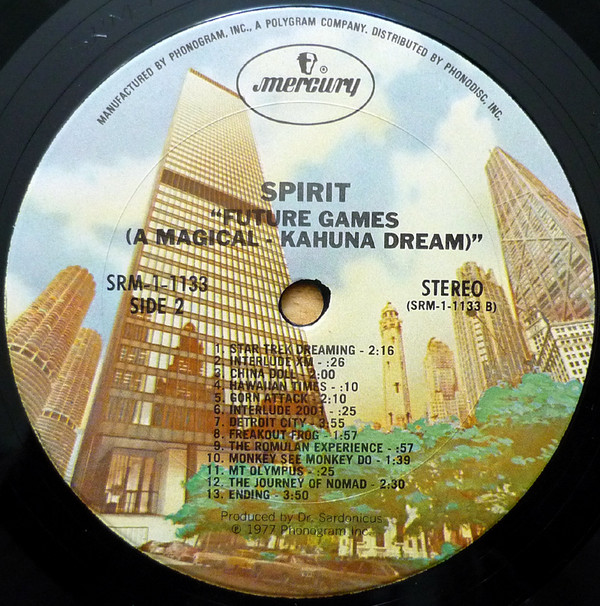 MANUFACTURED BY PHONOGRAM, INC., A POLYGRAM COMPANY. DISTRIBUTED BY PHONODISC, INC.
mercury ®
SPIRIT
"FUTURE GAMES
(A MAGICAL - KAHUNA DREAM)"
SRM-1-1133
SIDE 2
STEREO
(SRM-1-1133 B)
1. STAR TREK DREAMING - 2:16
2. INTERLUDE XM - :26
3. CHINA DOLL - 2:00
4. HAWAIIAN TIMES - :10
5. GORN ATTACK - 2:10
6. INTERLUDE 2001 - :25
7. DETROIT CITY - 3:55
8. FREAKOUT FROG - 1:57
9. THE ROMULAN EXPERIENCE - :57
10. MONKEY SEE MONKEY DO - 1:39
11. MT OLYMPUS - :25
12. THE JOURNEY OF NOMAD - 2:30
13. ENDING - 3:50
Produced by Dr. Sardonicus
℗ 1977 Phonogram Inc.